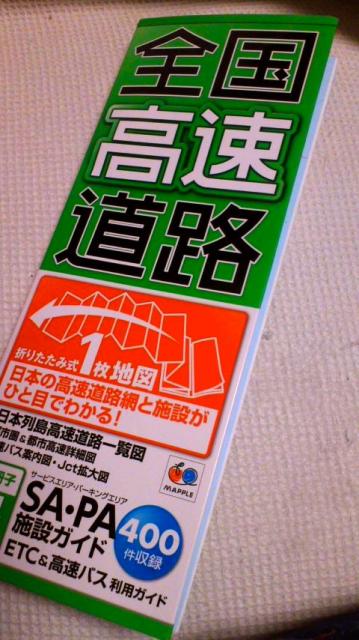 全国
高速
道路
折りたたみ式1枚地図
日本の高速道路網と施設が
ひと目でわかる!
日本列島高速道路一覧図
市圏&都市高速詳細図
速バス案内図・Jct拡大図
MAPPLE
冊子
サービスエリア・パーキングエリア
SA・PA
施設ガイド
400
件収録
ETC&高速バス利用ガイド